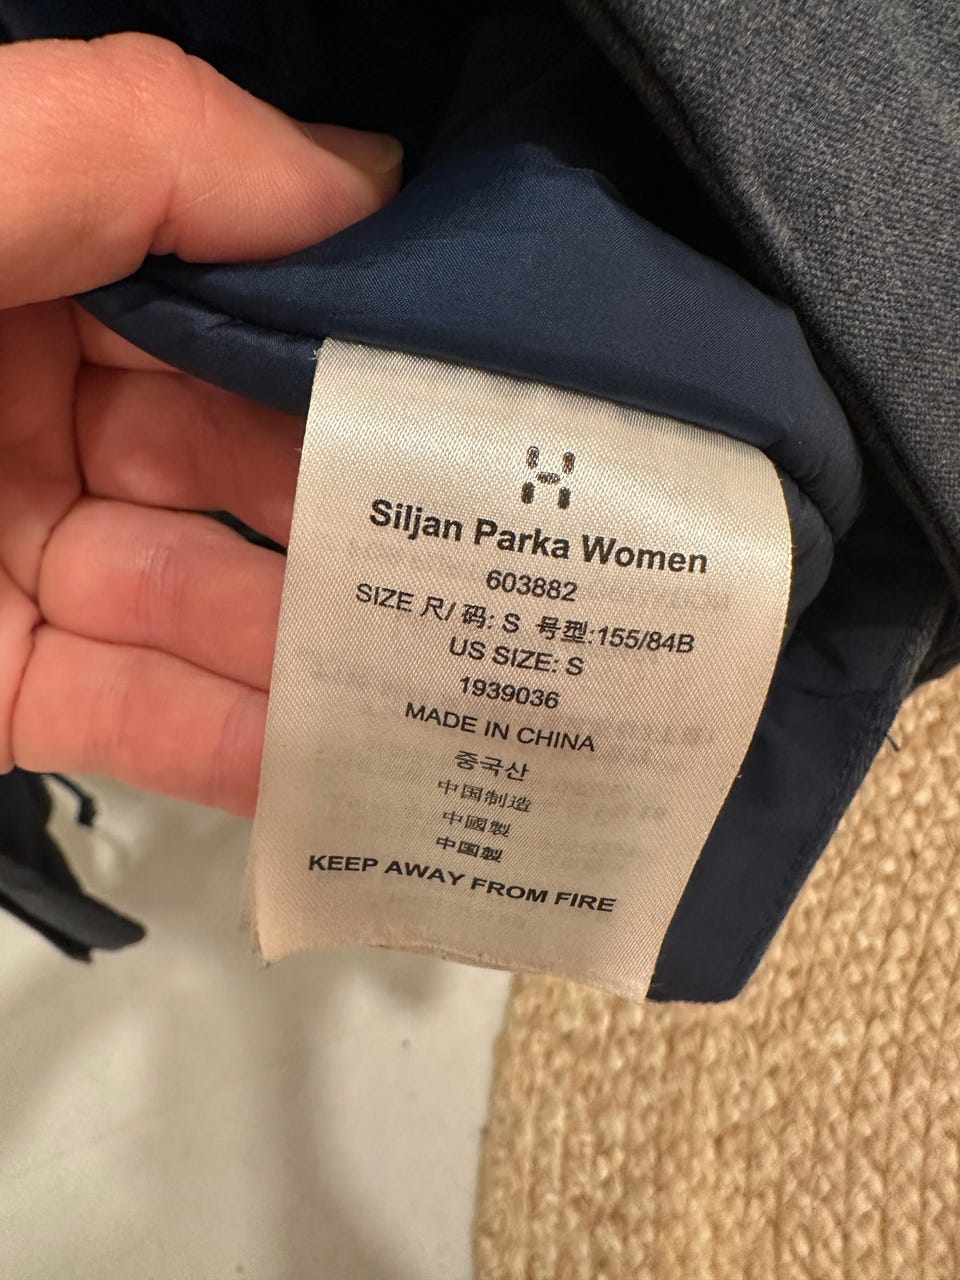 Siljan Parka Women
603882
SIZE 尺/ 码: S 号型:155/84B
US SIZE: S
1939036
MADE IN CHINA
중국산
中国制造
中國製
中国製
KEEP AWAY FROM FIRE